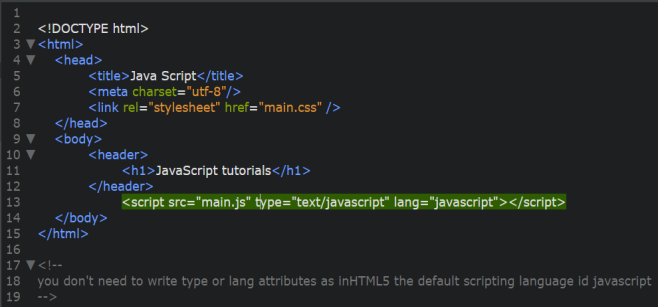 1
2 <!DOCTYPE html>
3 <html>
4 <head>
5 <title>Java Script</title>
6 <meta charset="utf-8"/>
7 <link rel="stylesheet" href="main.css" />
8 </head>
9 <body>
10 <header>
11 <h1>JavaScript tutorials</h1>
12 </header>
13 <script src="main.js" type="text/javascript" lang="javascript"></script>
14 </body>
15 </html>
16
17 <!--
18 you don't need to write type or lang attributes as inHTML5 the default scripting language Id javascript
19 -->